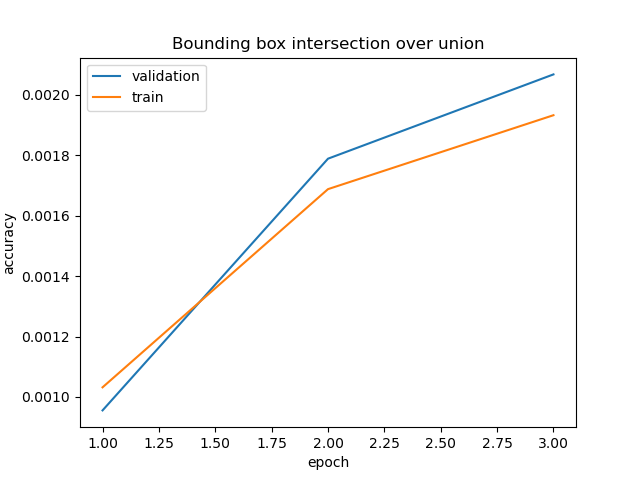 Bounding box intersection over union
validation
train
accuracy
0.0020
0.0018
0.0016
0.0014
0.0012
0.0010
1.00 1.25 1.50 1.75 2.00 2.25 2.50 2.75 3.00
epoch